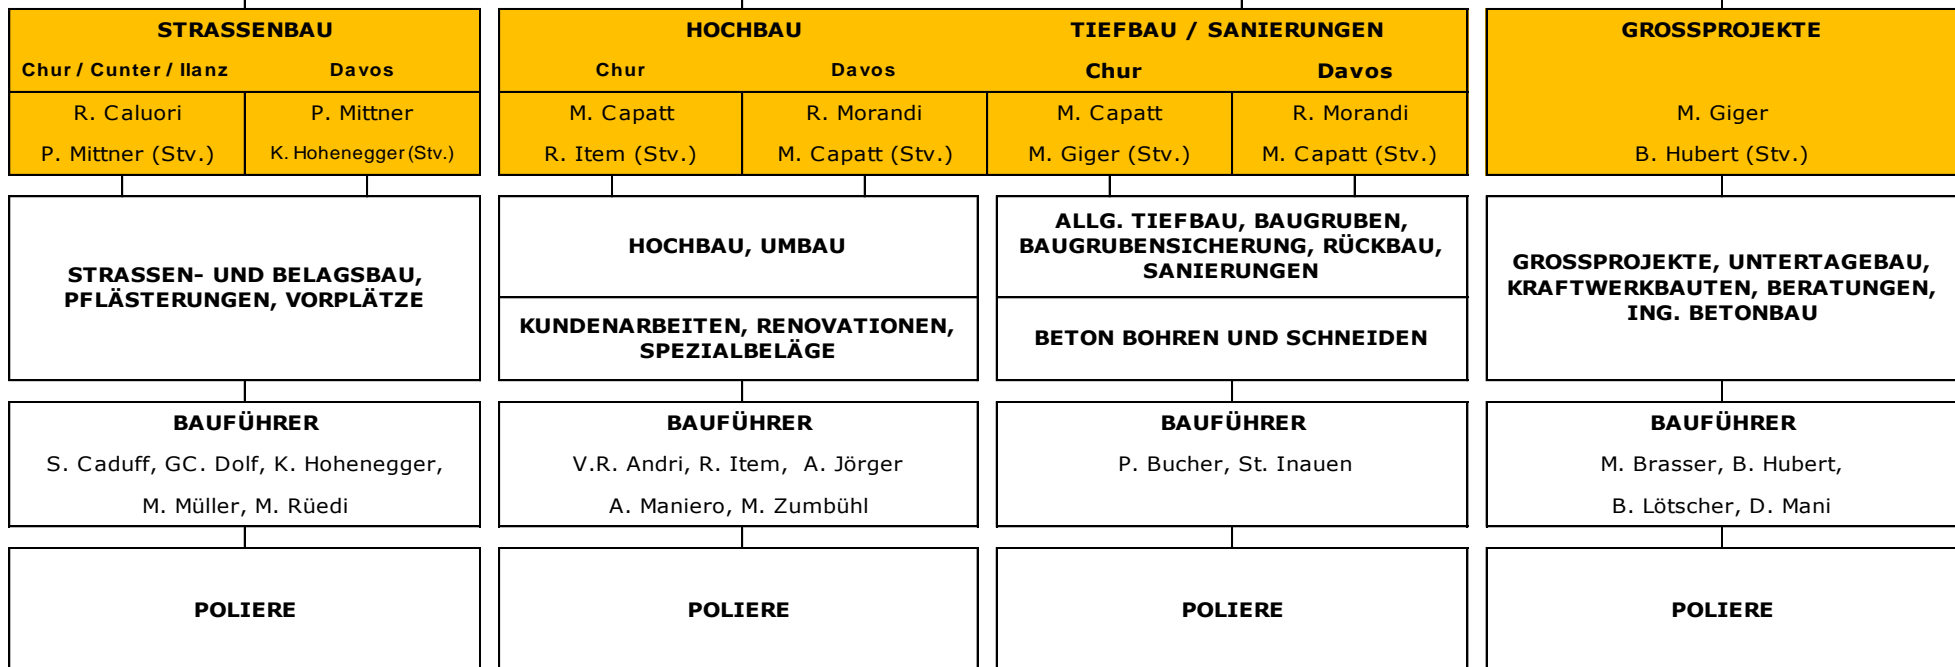 STRASSENBAU
Chur / Cunter / Ilanz
Davos
R. Caluori
P. Mittner (Stv.)
P. Mittner
K. Hohenegger (Stv.)
STRASSEN- UND BELAGSBAU,
PFLÄSTERUNGEN, VORPLÄTZE
BAUFÜHRER
S. Caduff, GC. Dolf, K. Hohenegger,
M. Müller, M. Rüedi
POLIERE
HOCHBAU
Chur
Davos
M. Capatt
R. Item (Stv.)
R. Morandi
M. Capatt (Stv.)
HOCHBAU, UMBAU
KUNDENARBEITEN, RENOVATIONEN,
SPEZIALBELÄGE
BAUFÜHRER
V.R. Andri, R. Item, A. Jörger
A. Maniero, M. Zumbühl
POLIERE
TIEFBAU / SANIERUNGEN
Chur
Davos
M. Capatt
M. Giger (Stv.)
R. Morandi
M. Capatt (Stv.)
ALLG. TIEFBAU, BAUGRUBEN,
BAUGRUBENSICHERUNG, RÜCKBAU,
SANIERUNGEN
BETON BOHREN UND SCHNEIDEN
BAUFÜHRER
P. Bucher, St. Inauen
POLIERE
GROSSPROJEKTE
M. Giger
B. Hubert (Stv.)
GROSSPROJEKTE, UNTERTAGEBAU,
KRAFTWERKBAUTEN, BERATUNGEN,
ING. BETONBAU
BAUFÜHRER
M. Brasser, B. Hubert,
B. Lötscher, D. Mani
POLIERE